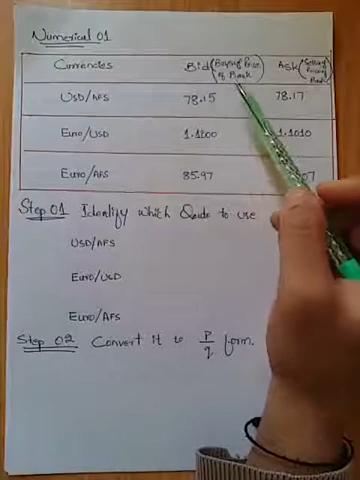 Numerical 01
Currencies Bid (Buying Price of Bank) Ask (Selling Price of Bank)
USD/AFS 78.15 78.17
Euro/USD 1.1010
Euro/AFS 85.97 07
Step 01 Identify which Quote to use
USD/AFS
Euro/USD
Euro/AFS
Step 02 Convert it to P/q form.